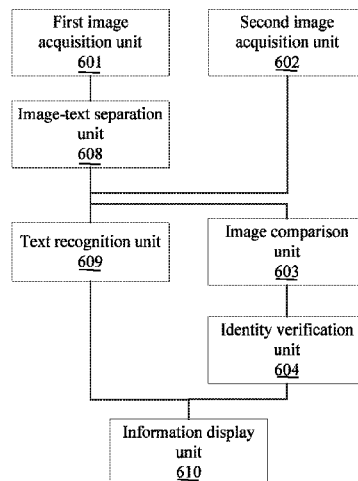 First image
acquisition unit
601
Second image
acquisition unit
602
Image-text separation
unit
608
Text recognition unit
609
Image comparison
unit
603
Identity verification
unit
604
Information display
unit
610